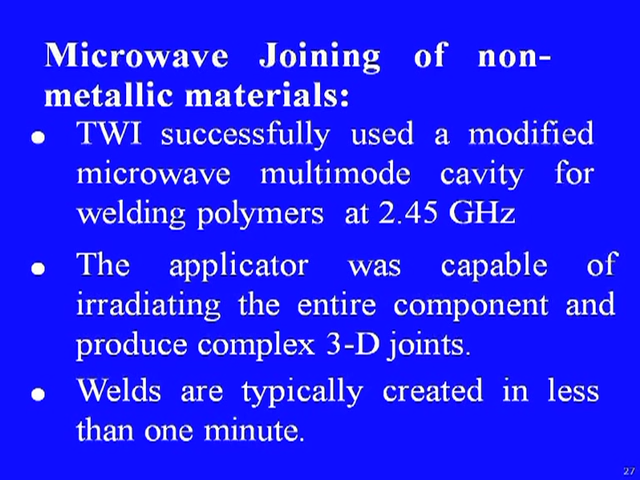 Microwave Joining of non-
metallic materials:
• TWI successfully used a modified
microwave multimode cavity for
welding polymers at 2.45 GHz
• The applicator was capable of
irradiating the entire component and
produce complex 3-D joints.
• Welds are typically created in less
than one minute.
27